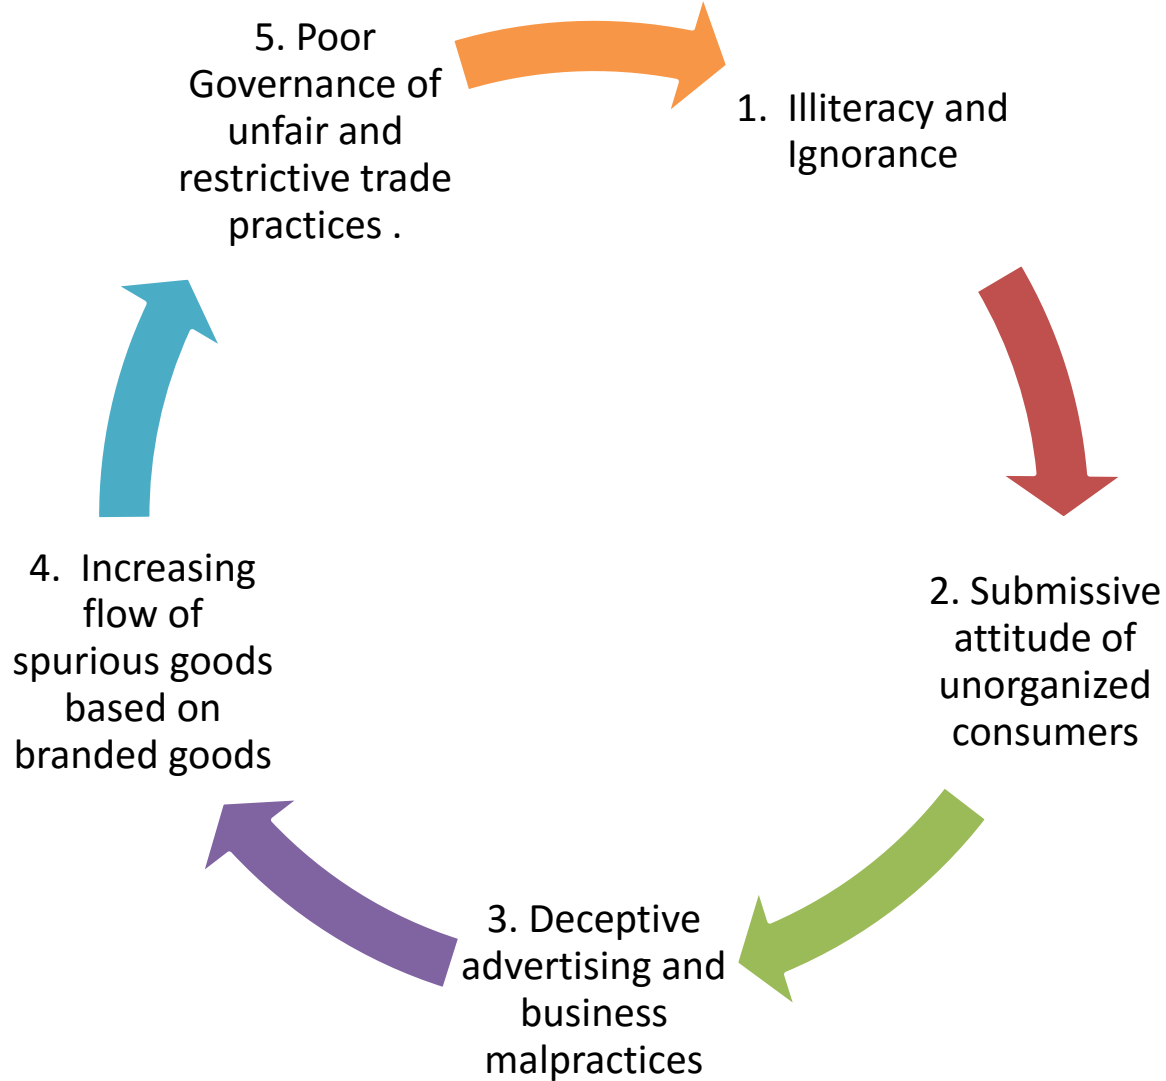 1. Illiteracy and
Ignorance
2. Submissive
attitude of
unorganized
consumers
3. Deceptive
advertising and
business
malpractices
4. Increasing
flow of
spurious goods
based on
branded goods
5. Poor
Governance of
unfair and
restrictive trade
practices .